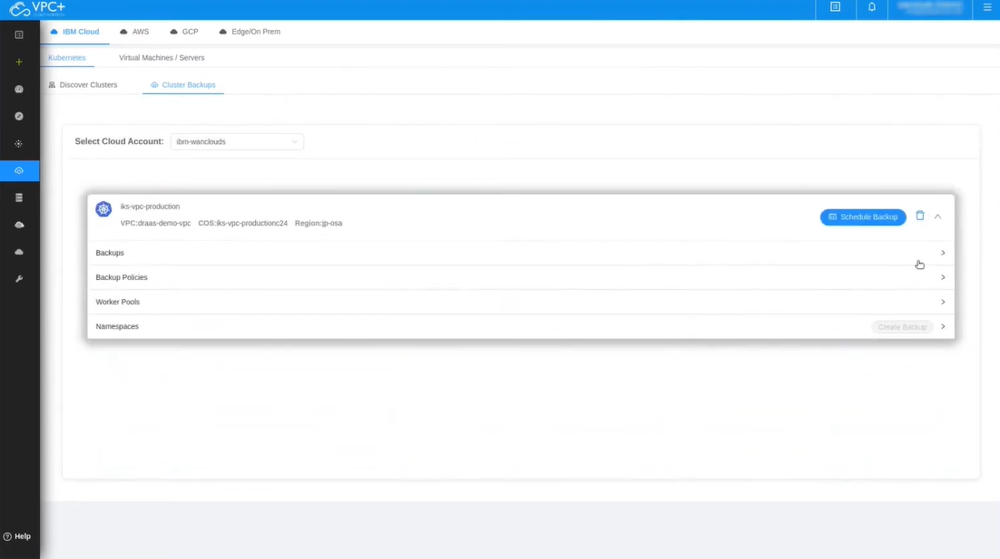 VPC+
IBM Cloud AWS GCP Edge/On Prem
Kubernetes Virtual Machines / Servers
Discover Clusters Cluster Backups
Select Cloud Account: ibm-wanclouds
iks-vpc-production
VPC:draas-demo-vpc COS:iks-vpc-productionc24 Region:jp-osa
Schedule Backup
Backups
Backup Policies
Worker Pools
Namespaces Create Backup
Help